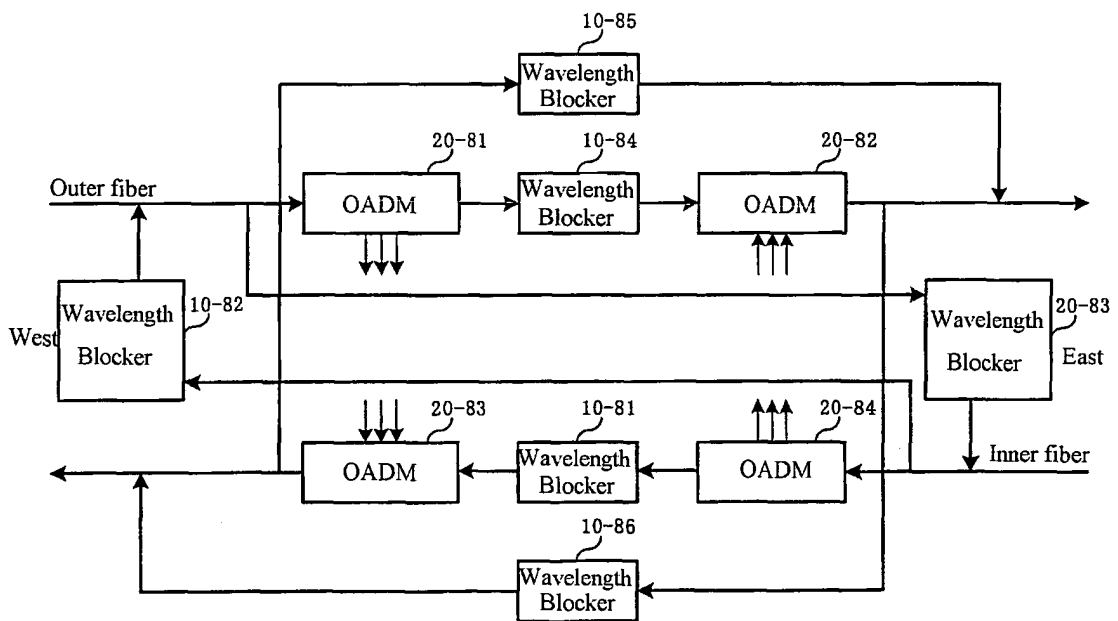 10-85
Wavelength
Blocker
20-81
10-84
20-82
Outer fiber
OADM
Wavelength
Blocker
OADM
West
Wavelength
Blocker
10-82
Wavelength
Blocker
20-83
East
20-83
10-81
20-84
OADM
Wavelength
Blocker
OADM
Inner fiber
10-86
Wavelength
Blocker